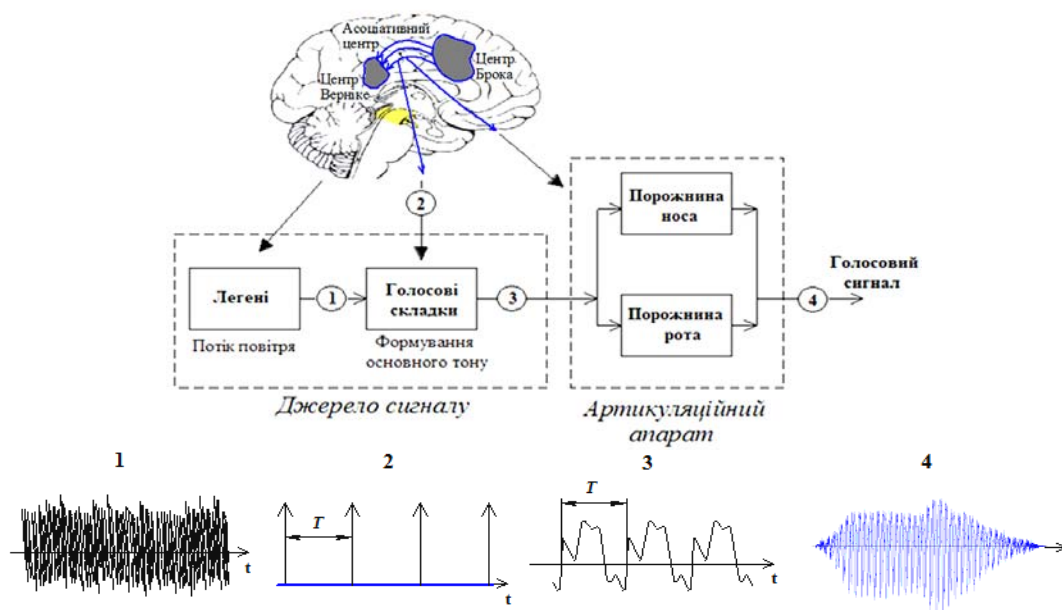 Асоціативний
центр
Центр
Верніке
Центр
Брока
2
Порожнина
носа
Легені
1
Голосові
складки
3
Порожнина
рота
4
Голосовий
сигнал
Потік повітря
Формування
основного тону
Джерело сигналу
Артикуляційний
апарат
1
2
3
4
T
T
t
t
t